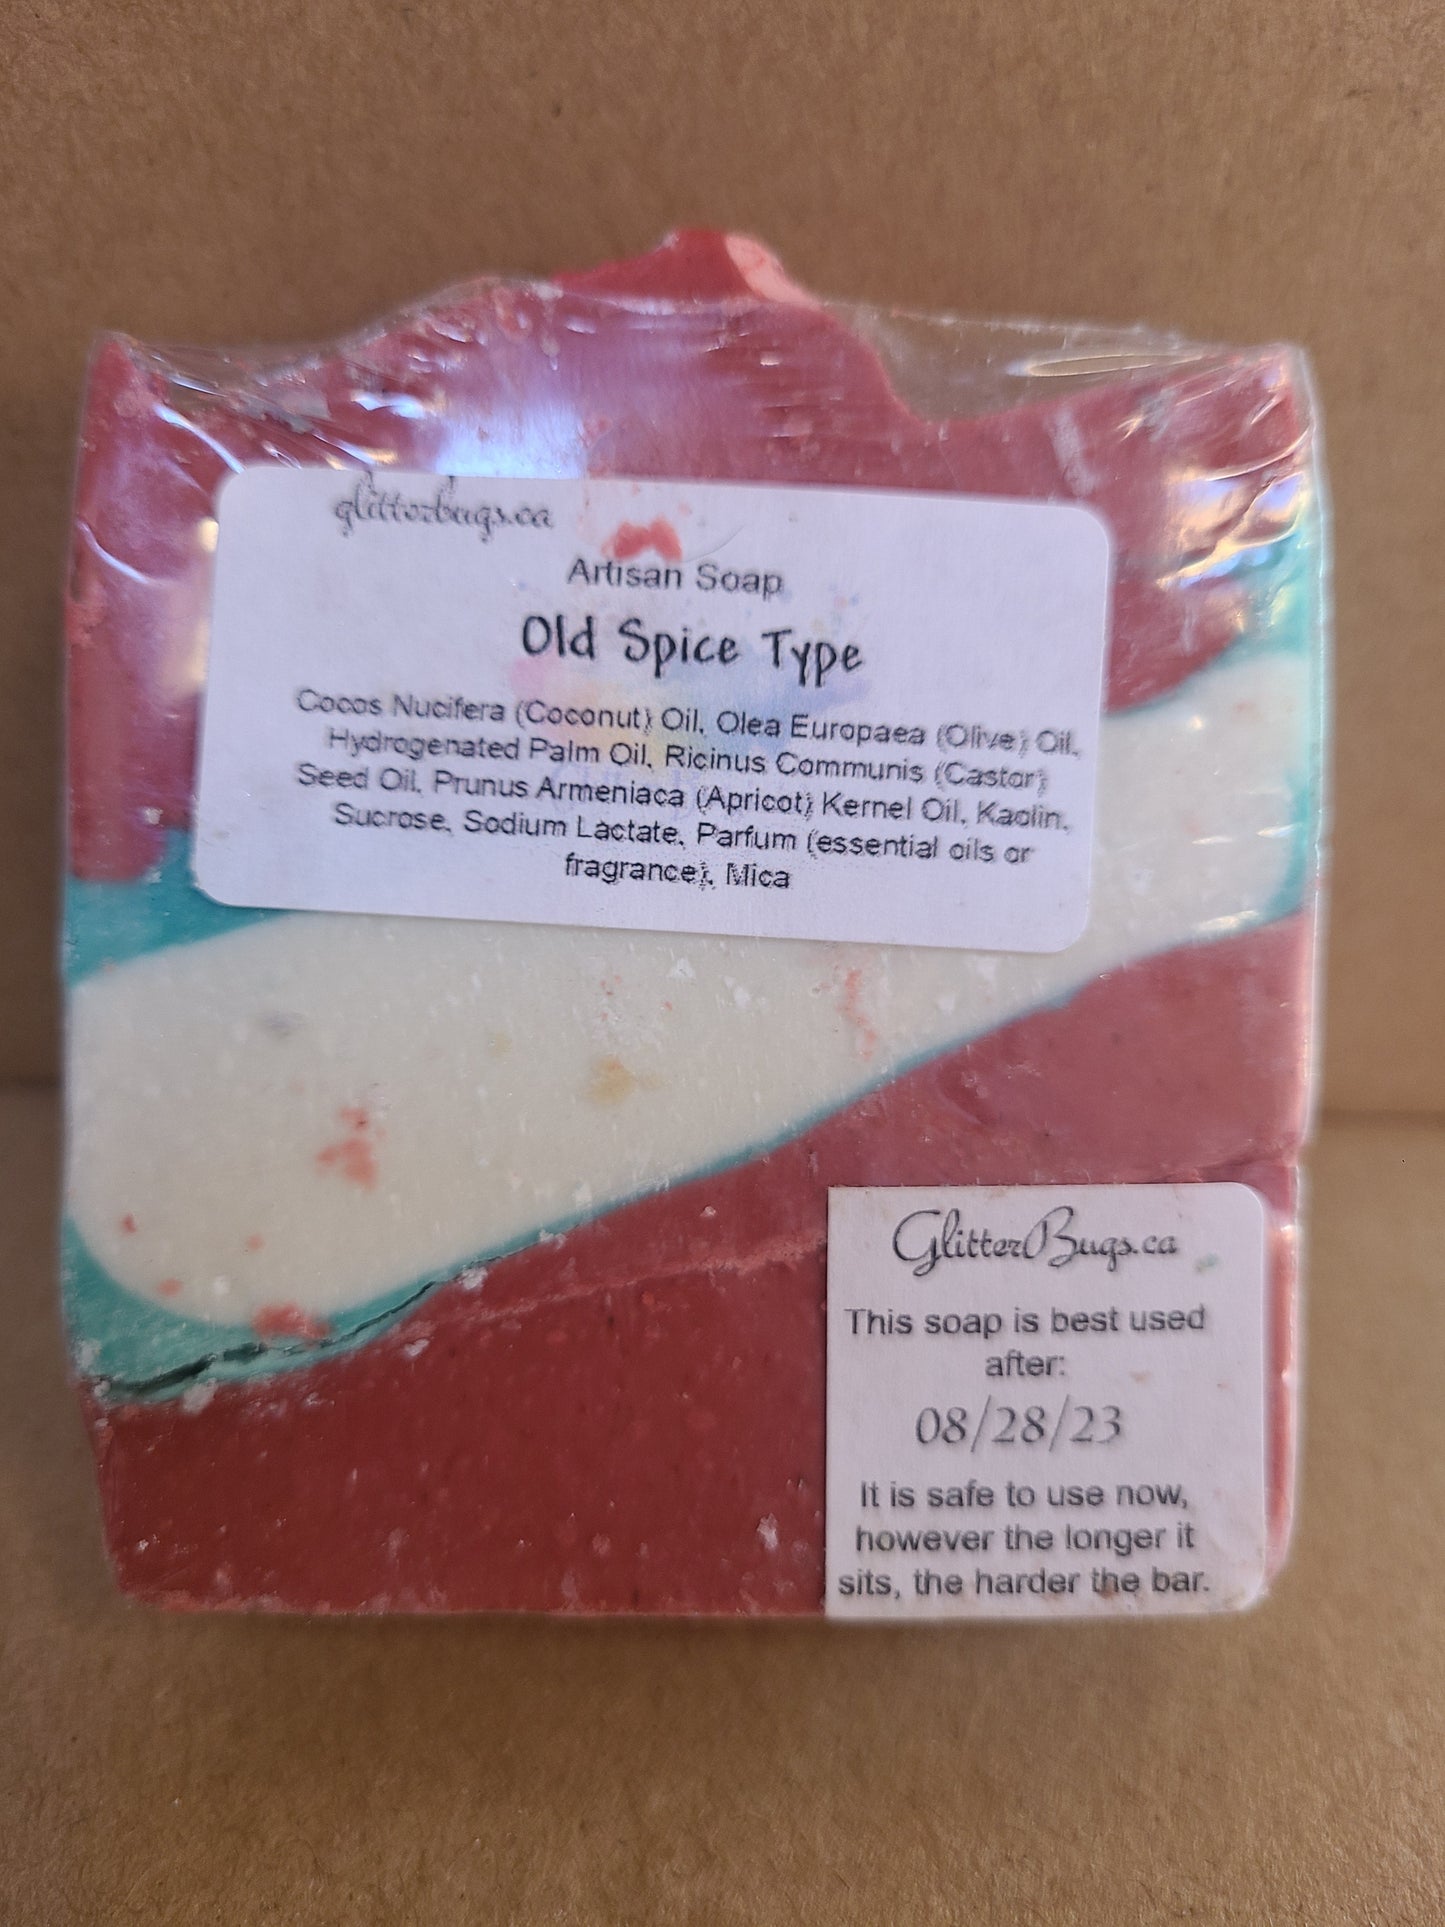 glitterbugs.ca
Artisan Soap
Old Spice Type
Cocos Nucifera (Coconut) Oil, Olea Europaea (Olive) Oil,
Hydrogenated Palm Oil, Ricinus Communis (Castor)
Seed Oil, Prunus Armeniaca (Apricot) Kernel Oil, Kaolin,
Sucrose, Sodium Lactate, Parfum (essential oils or
fragrance), Mica
GlitterBugs.ca
This soap is best used
after:
08/28/23
It is safe to use now,
however the longer it
sits, the harder the bar.